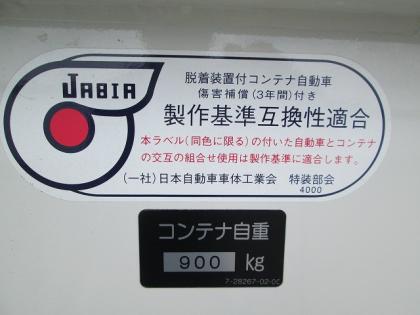 JABIA
脱着装置付コンテナ自動車
傷害補償(3年間)付き
製作基準互換性適合
本ラベル(同色に限る)の付いた自動車とコンテナ
の交互の組合せ使用は製作基準に適合します。
(一社)日本自動車車体工業会 特装部会
4000
コンテナ自重
900 kg
7-28267-02-00